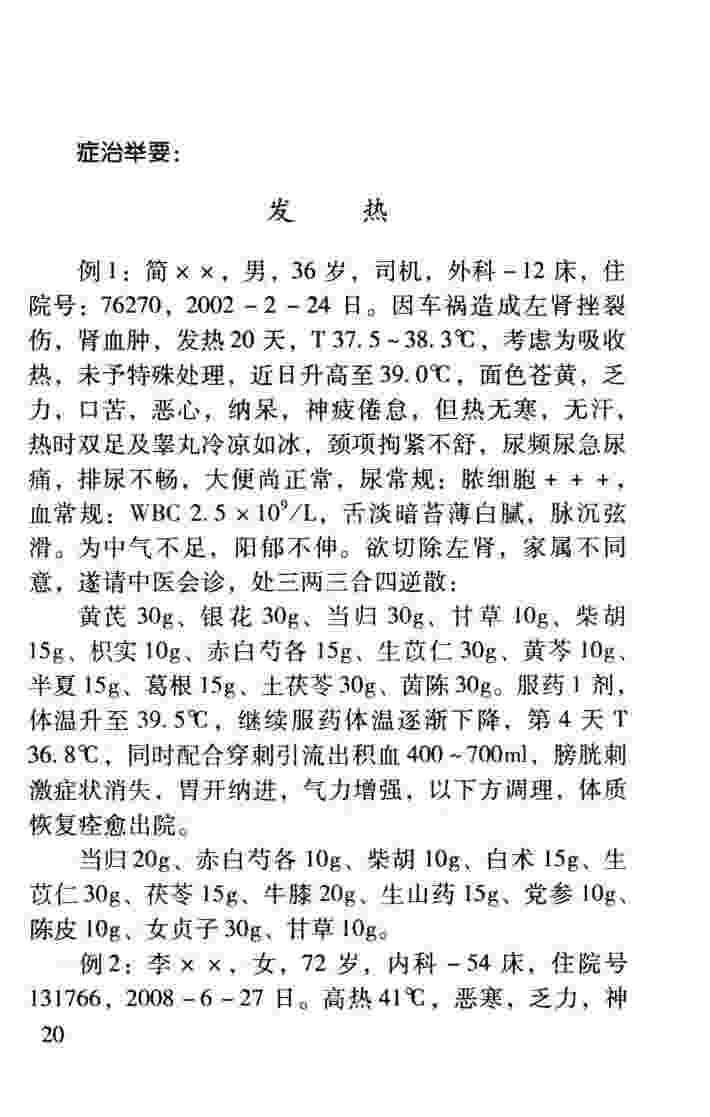 症治举要：
发 热
例1：简××，男，36岁，司机，外科－12床，住
院号：76270，2002－2－24日。因车祸造成左肾挫裂
伤，肾血肿，发热20天，T 37.5~38.3℃，考虑为吸收
热，未予特殊处理，近日升高至39.0℃，面色苍黄，乏
力，口苦，恶心，纳呆，神疲倦怠，但热无寒，无汗，
热时双足及睾丸冷凉如冰，颈项拘紧不舒，尿频尿急尿
痛，排尿不畅，大便尚正常，尿常规：脓细胞＋＋＋，
血常规：WBC 2.5×10⁹/L，舌淡暗苔薄白腻，脉沉弦
滑。为中气不足，阳郁不伸。欲切除左肾，家属不同
意，遂请中医会诊，处三两三合四逆散：
黄芪30g、银花30g、当归30g、甘草10g、柴胡
15g、枳实10g、赤白芍各15g、生苡仁30g、黄芩10g、
半夏15g、葛根15g、土茯苓30g、茵陈30g。服药1剂，
体温升至39.5℃，继续服药体温逐渐下降，第4天T
36.8℃，同时配合穿刺引流出积血400~700ml，膀胱刺
激症状消失，胃开纳进，气力增强，以下方调理，体质
恢复痊愈出院。
当归20g、赤白芍各10g、柴胡10g、白术15g、生
苡仁30g、茯苓15g、牛膝20g、生山药15g、党参10g、
陈皮10g、女贞子30g、甘草10g。
例2：李××，女，72岁，内科－54床，住院号
131766，2008－6－27日。高热41℃，恶寒，乏力，神
20